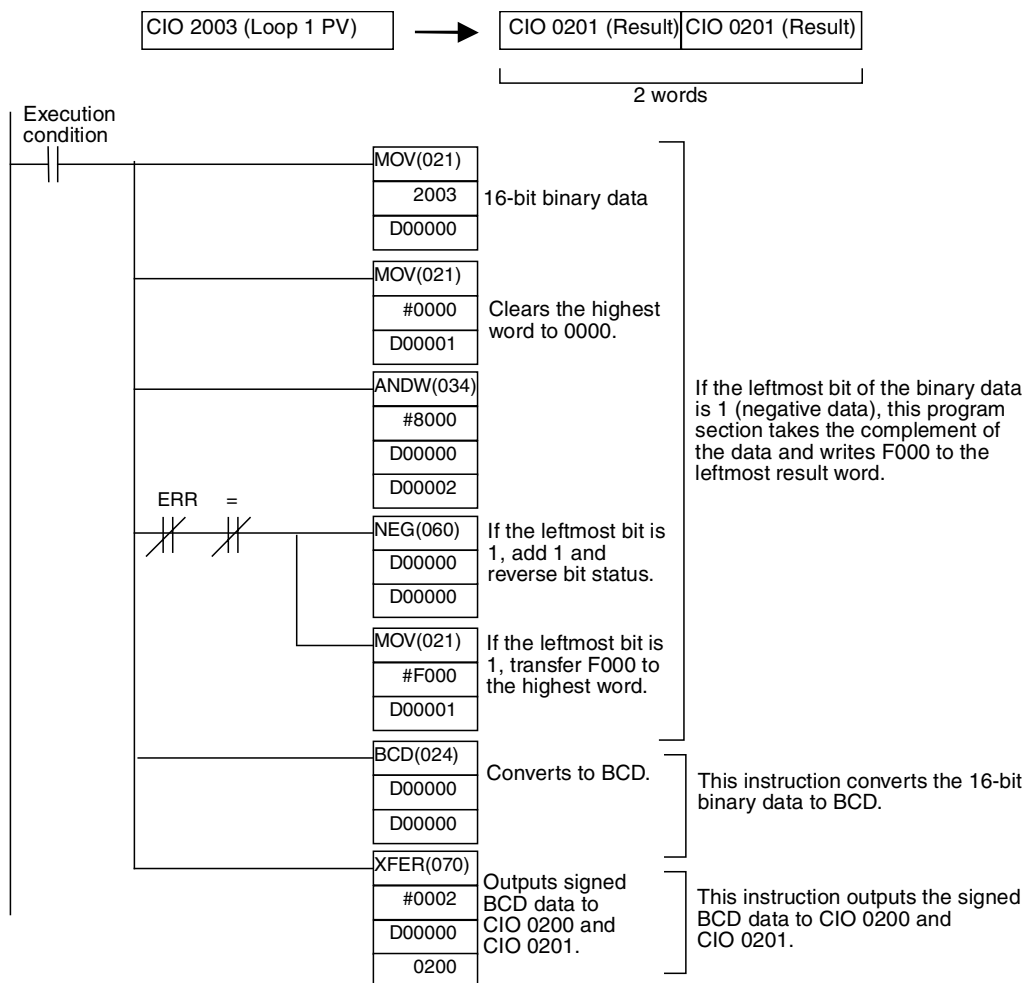 CIO 2003 (Loop 1 PV)
CIO 0201 (Result)
CIO 0201 (Result)
2 words
Execution
condition
MOV(021)
2003
D00000
16-bit binary data
MOV(021)
#0000
D00001
Clears the highest
word to 0000.
ANDW(034)
#8000
D00000
D00002
If the leftmost bit of the binary data
is 1 (negative data), this program
section takes the complement of
the data and writes F000 to the
leftmost result word.
ERR
=
NEG(060)
D00000
D00000
If the leftmost bit is
1, add 1 and
reverse bit status.
MOV(021)
#F000
D00001
If the leftmost bit is
1, transfer F000 to
the highest word.
BCD(024)
D00000
D00000
Converts to BCD.
This instruction converts the 16-bit
binary data to BCD.
XFER(070)
#0002
D00000
0200
Outputs signed
BCD data to
CIO 0200 and
CIO 0201.
This instruction outputs the signed
BCD data to CIO 0200 and
CIO 0201.